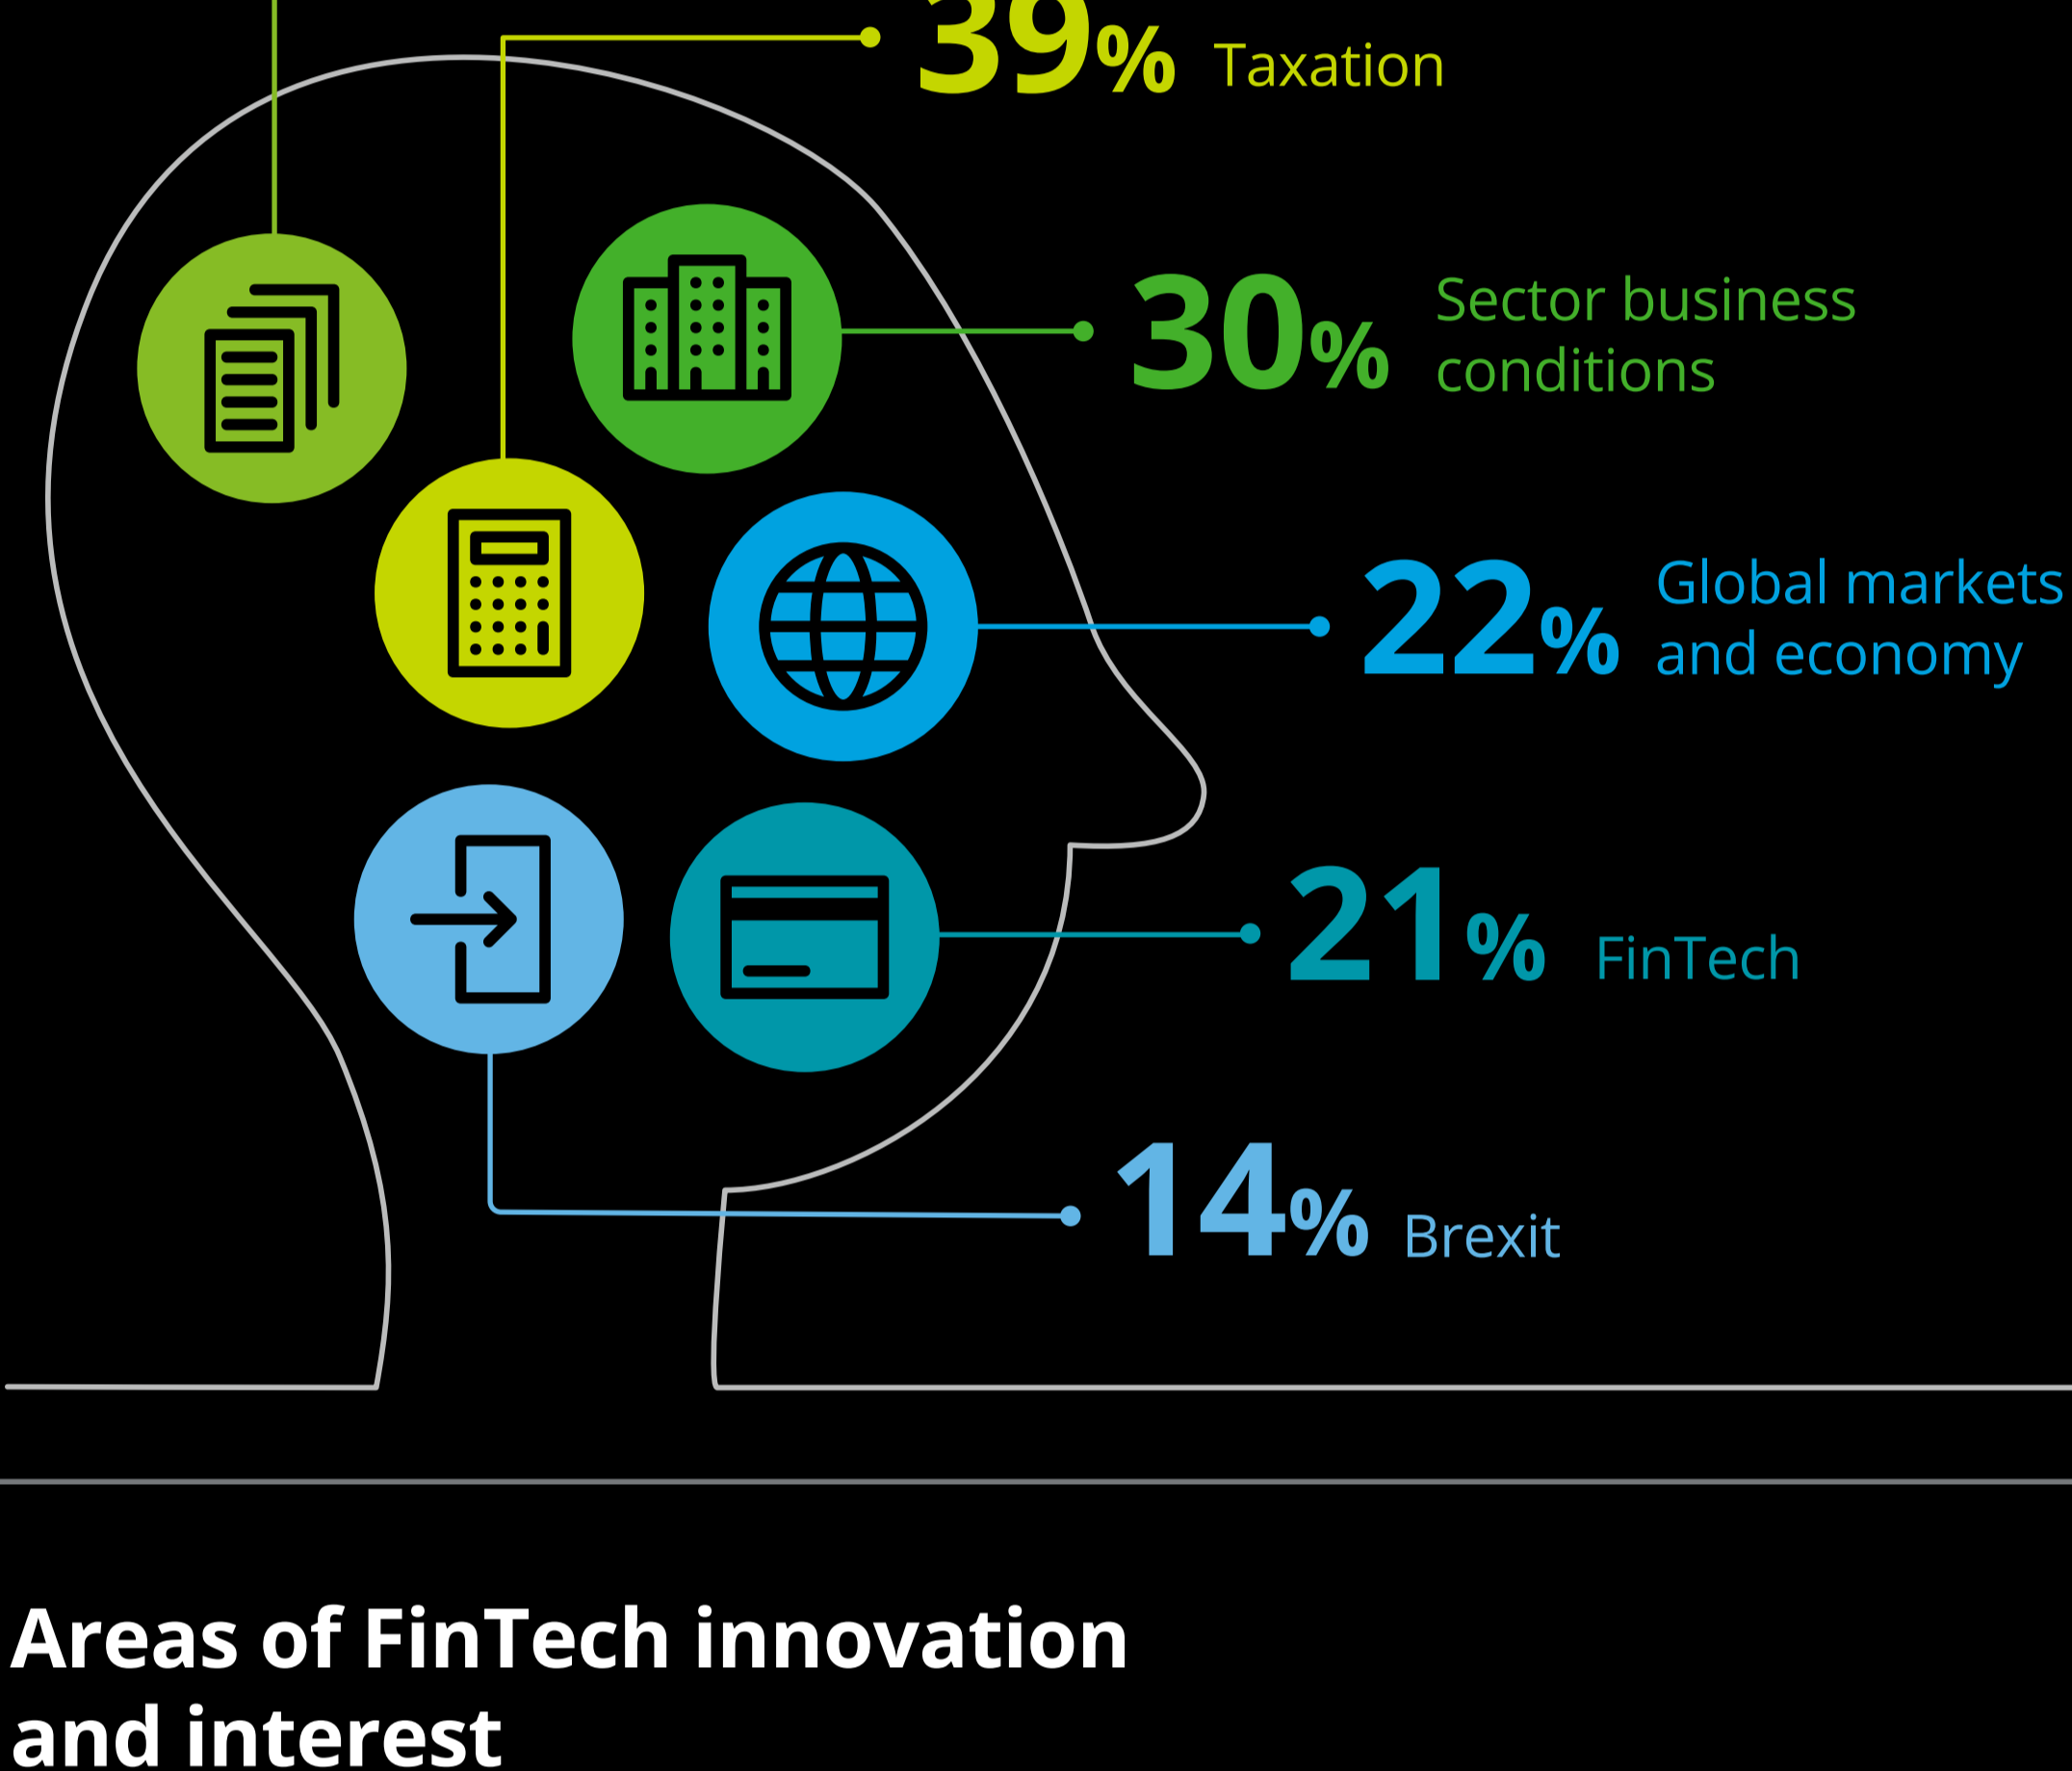 39% Taxation
30% Sector business
conditions
22% Global markets
and economy
21% FinTech
14% Brexit
Areas of FinTech innovation
and interest